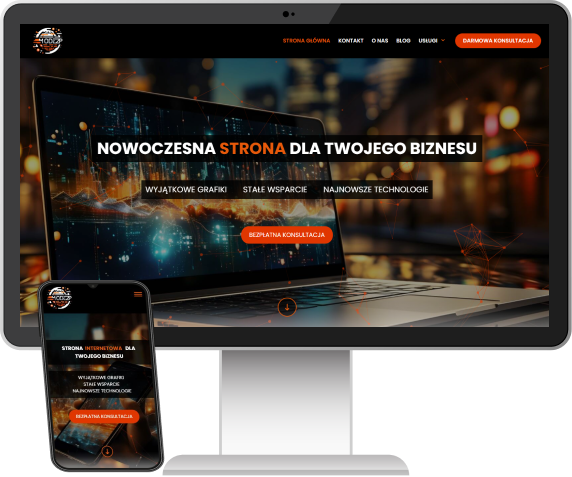 STRONA GŁÓWNA KONTAKT O NAS BLOG USŁUGI DARMOWA KONSULTACJA
NOWOCZESNA STRONA DLA TWOJEGO BIZNESU
WYJĄTKOWE GRAFIKI STAŁE WSPARCIE NAJNOWSZE TECHNOLOGIE
BEZPŁATNA KONSULTACJA
STRONA INTERNETOWA DLA
TWOJEGO BIZNESU
WYJĄTKOWE GRAFIKI
STAŁE WSPARCIE
NAJNOWSZE TECHNOLOGIE
BEZPŁATNA KONSULTACJA